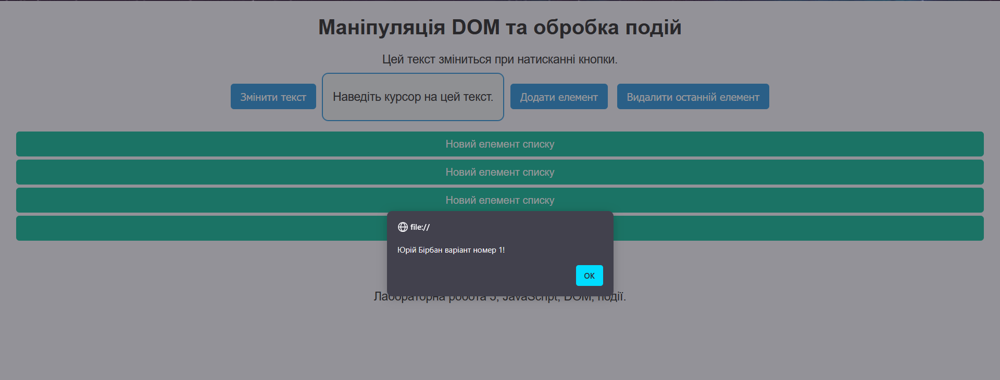 Маніпуляція DOM та обробка подій
Цей текст зміниться при натисканні кнопки.
Змінити текст
Наведіть курсор на цей текст.
Додати елемент
Видалити останній елемент
Новий елемент списку
Новий елемент списку
Новий елемент списку
file://
Юрій Бірбан варіант номер 1!
OK
Лабораторна робота JavaScript, DOM, події.